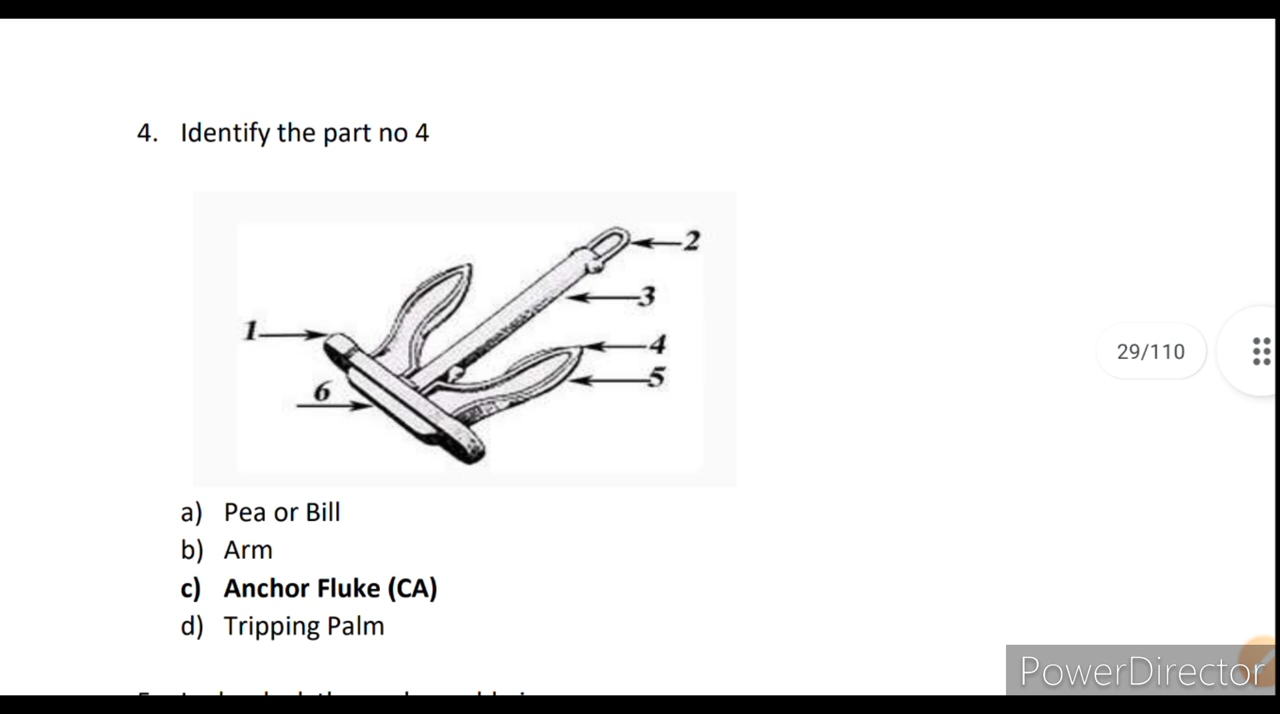 4. Identify the part no 4
2
3
1
4
5
6
29/110
a) Pea or Bill
b) Arm
c) Anchor Fluke (CA)
d) Tripping Palm
PowerDirector